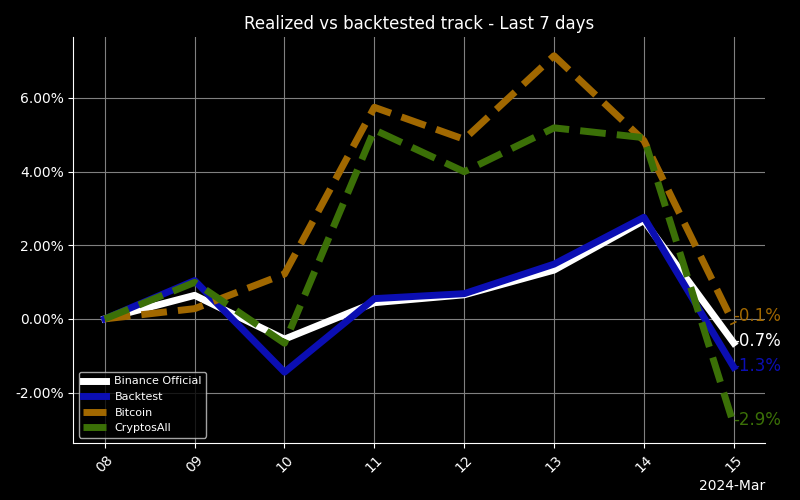 Realized vs backtested track - Last 7 days
6.00%
4.00%
2.00%
0.00%
-2.00%
-0.1%
-0.7%
-1.3%
-2.9%
Binance Official
Backtest
Bitcoin
CryptosAll
08
09
10
11
12
13
14
15
2024-Mar